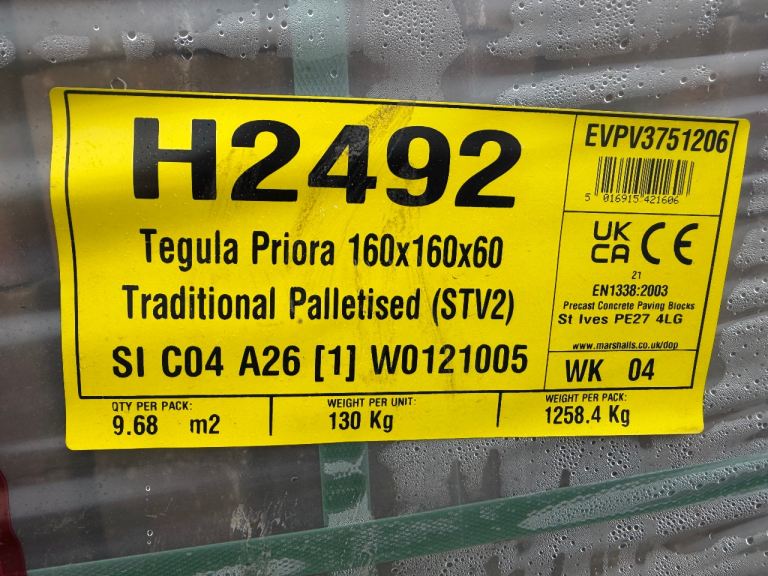 H2492
Tegula Priora 160x160x60
Traditional Palletised (STV2)
SI C04 A26 [1] W0121005
QTY PER PACK:
9.68 m2
WEIGHT PER UNIT:
130 Kg
WEIGHT PER PACK:
1258.4 Kg
EVPV3751206
5 016915 421606
UK
CA CE
21
EN1338:2003
Precast Concrete Paving Blocks
St Ives PE27 4LG
www.marshalls.co.uk/dop
WK 04